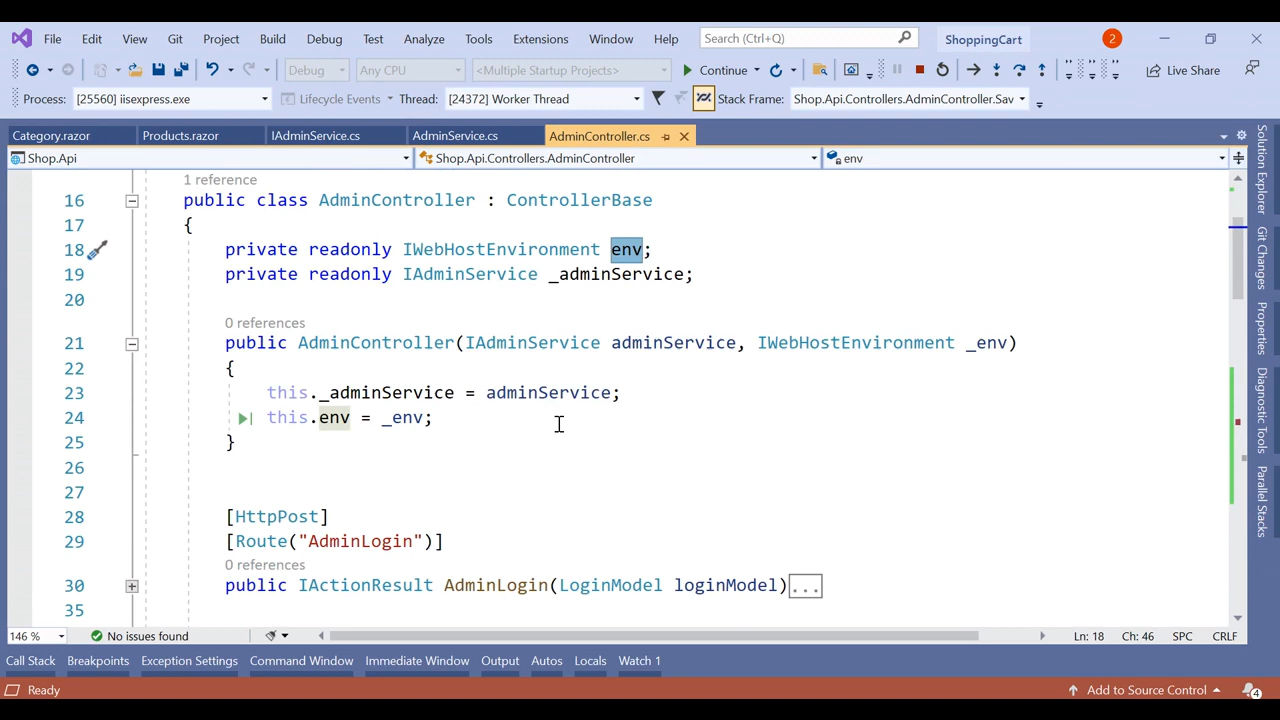 File Edit View Git Project Build Debug Test Analyze Tools Extensions Window Help Search (Ctrl+Q) ShoppingCart 2
Debug Any CPU <Multiple Startup Projects> Continue Live Share
Process: [25560] iisexpress.exe Lifecycle Events Thread: [24372] Worker Thread Stack Frame: Shop.Api.Controllers.AdminController.Sav
Category.razor Products.razor IAdminService.cs AdminService.cs AdminController.cs
Shop.Api Shop.Api.Controllers.AdminController env
1 reference
16 public class AdminController : ControllerBase
17 {
18 private readonly IWebHostEnvironment env;
19 private readonly IAdminService _adminService;
20
0 references
21 public AdminController(IAdminService adminService, IWebHostEnvironment _env)
22 {
23 this._adminService = adminService;
24 this.env = _env;
25 }
26
27
28 [HttpPost]
29 [Route("AdminLogin")]
0 references
30 public IActionResult AdminLogin(LoginModel loginModel)...
35
146 % No issues found Ln: 18 Ch: 46 SPC CRLF
Call Stack Breakpoints Exception Settings Command Window Immediate Window Output Autos Locals Watch 1
Ready Add to Source Control 4
Solution Explorer
Git Changes
Properties
Diagnostic Tools
Parallel Stacks